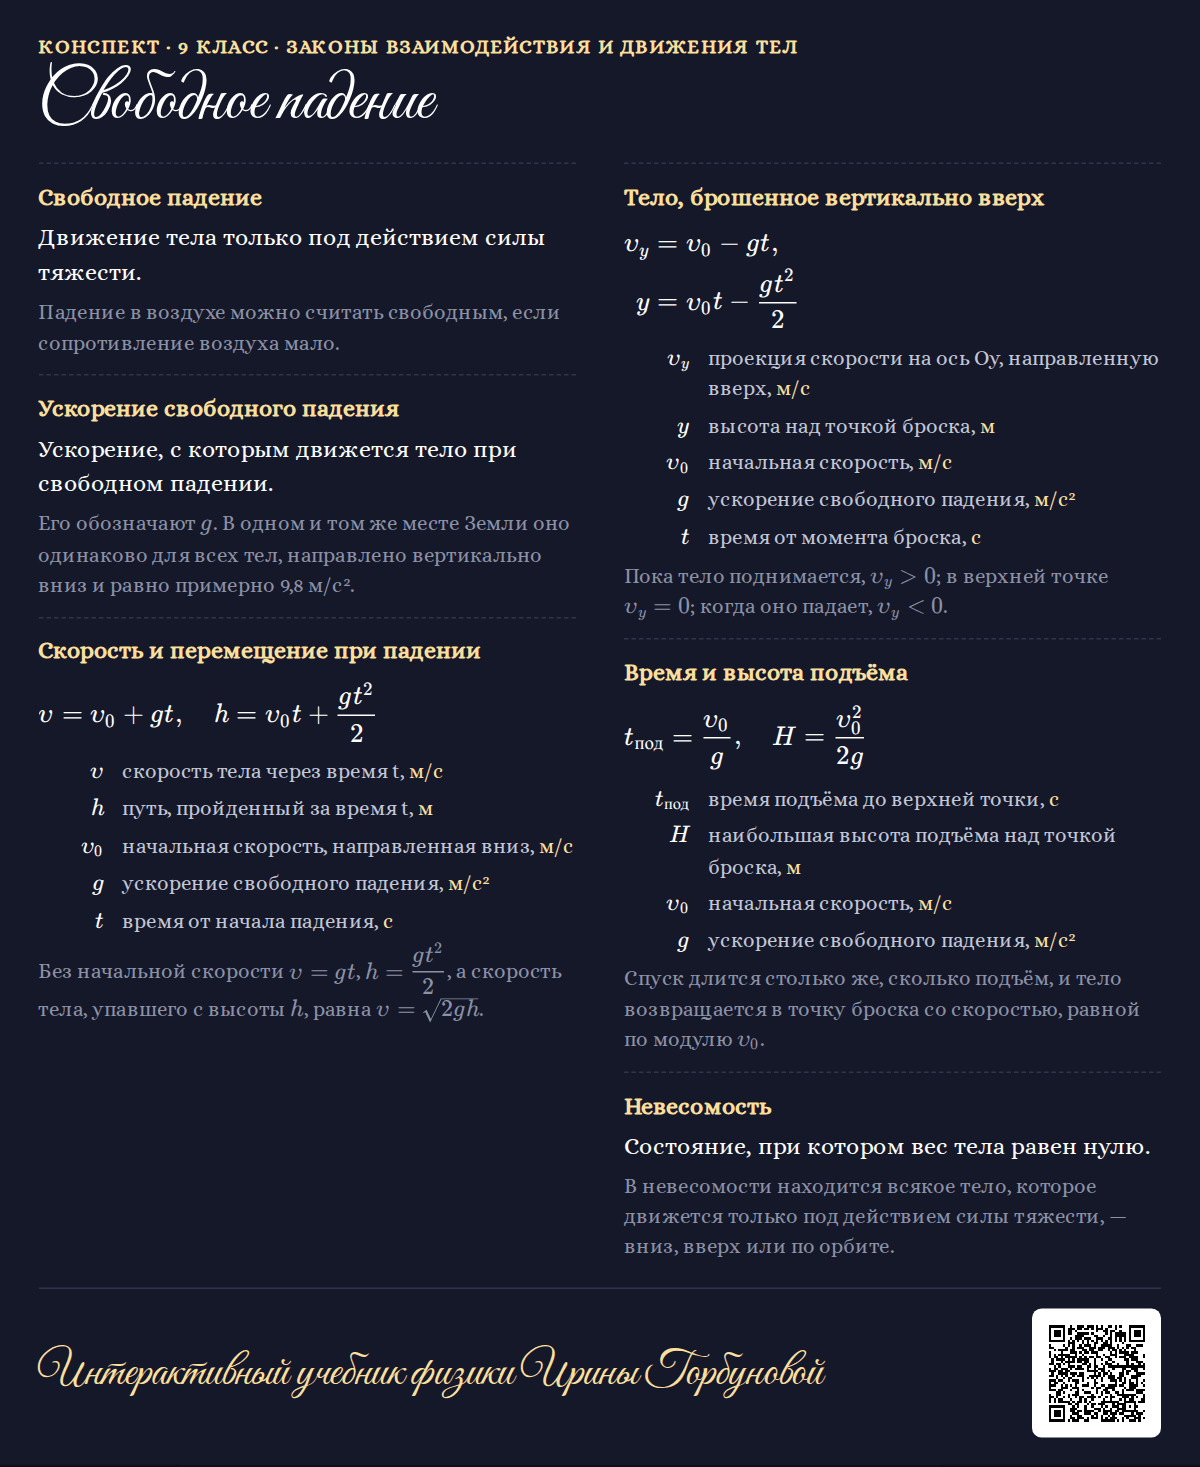 КОНСПЕКТ · 9 КЛАСС · ЗАКОНЫ ВЗАИМОДЕЙСТВИЯ И ДВИЖЕНИЯ ТЕЛ
Свободное падение
Свободное падение
Движение тела только под действием силы
тяжести.
Падение в воздухе можно считать свободным, если
сопротивление воздуха мало.
Ускорение свободного падения
Ускорение, с которым движется тело при
свободном падении.
Его обозначают g. В одном и том же месте Земли оно
одинаково для всех тел, направлено вертикально
вниз и равно примерно 9,8 м/с².
Скорость и перемещение при падении
v = v₀ + gt, h = v₀t + gt²/2
v скорость тела через время t, м/с
h путь, пройденный за время t, м
v₀ начальная скорость, направленная вниз, м/с
g ускорение свободного падения, м/с²
t время от начала падения, с
Без начальной скорости v = gt, h = gt²/2, а скорость
тела, упавшего с высоты h, равна v = √2gh.
Тело, брошенное вертикально вверх
v_y = v₀ − gt,
y = v₀t − gt²/2
v_y проекция скорости на ось Oy, направленную
вверх, м/с
y высота над точкой броска, м
v₀ начальная скорость, м/с
g ускорение свободного падения, м/с²
t время от момента броска, с
Пока тело поднимается, v_y > 0; в верхней точке
v_y = 0; когда оно падает, v_y < 0.
Время и высота подъёма
t_под = v₀/g, H = v₀²/2g
t_под время подъёма до верхней точки, с
H наибольшая высота подъёма над точкой
броска, м
v₀ начальная скорость, м/с
g ускорение свободного падения, м/с²
Спуск длится столько же, сколько подъём, и тело
возвращается в точку броска со скоростью, равной
по модулю v₀.
Невесомость
Состояние, при котором вес тела равен нулю.
В невесомости находится всякое тело, которое
движется только под действием силы тяжести, —
вниз, вверх или по орбите.
Интерактивный учебник физики Ирины Горбуновой